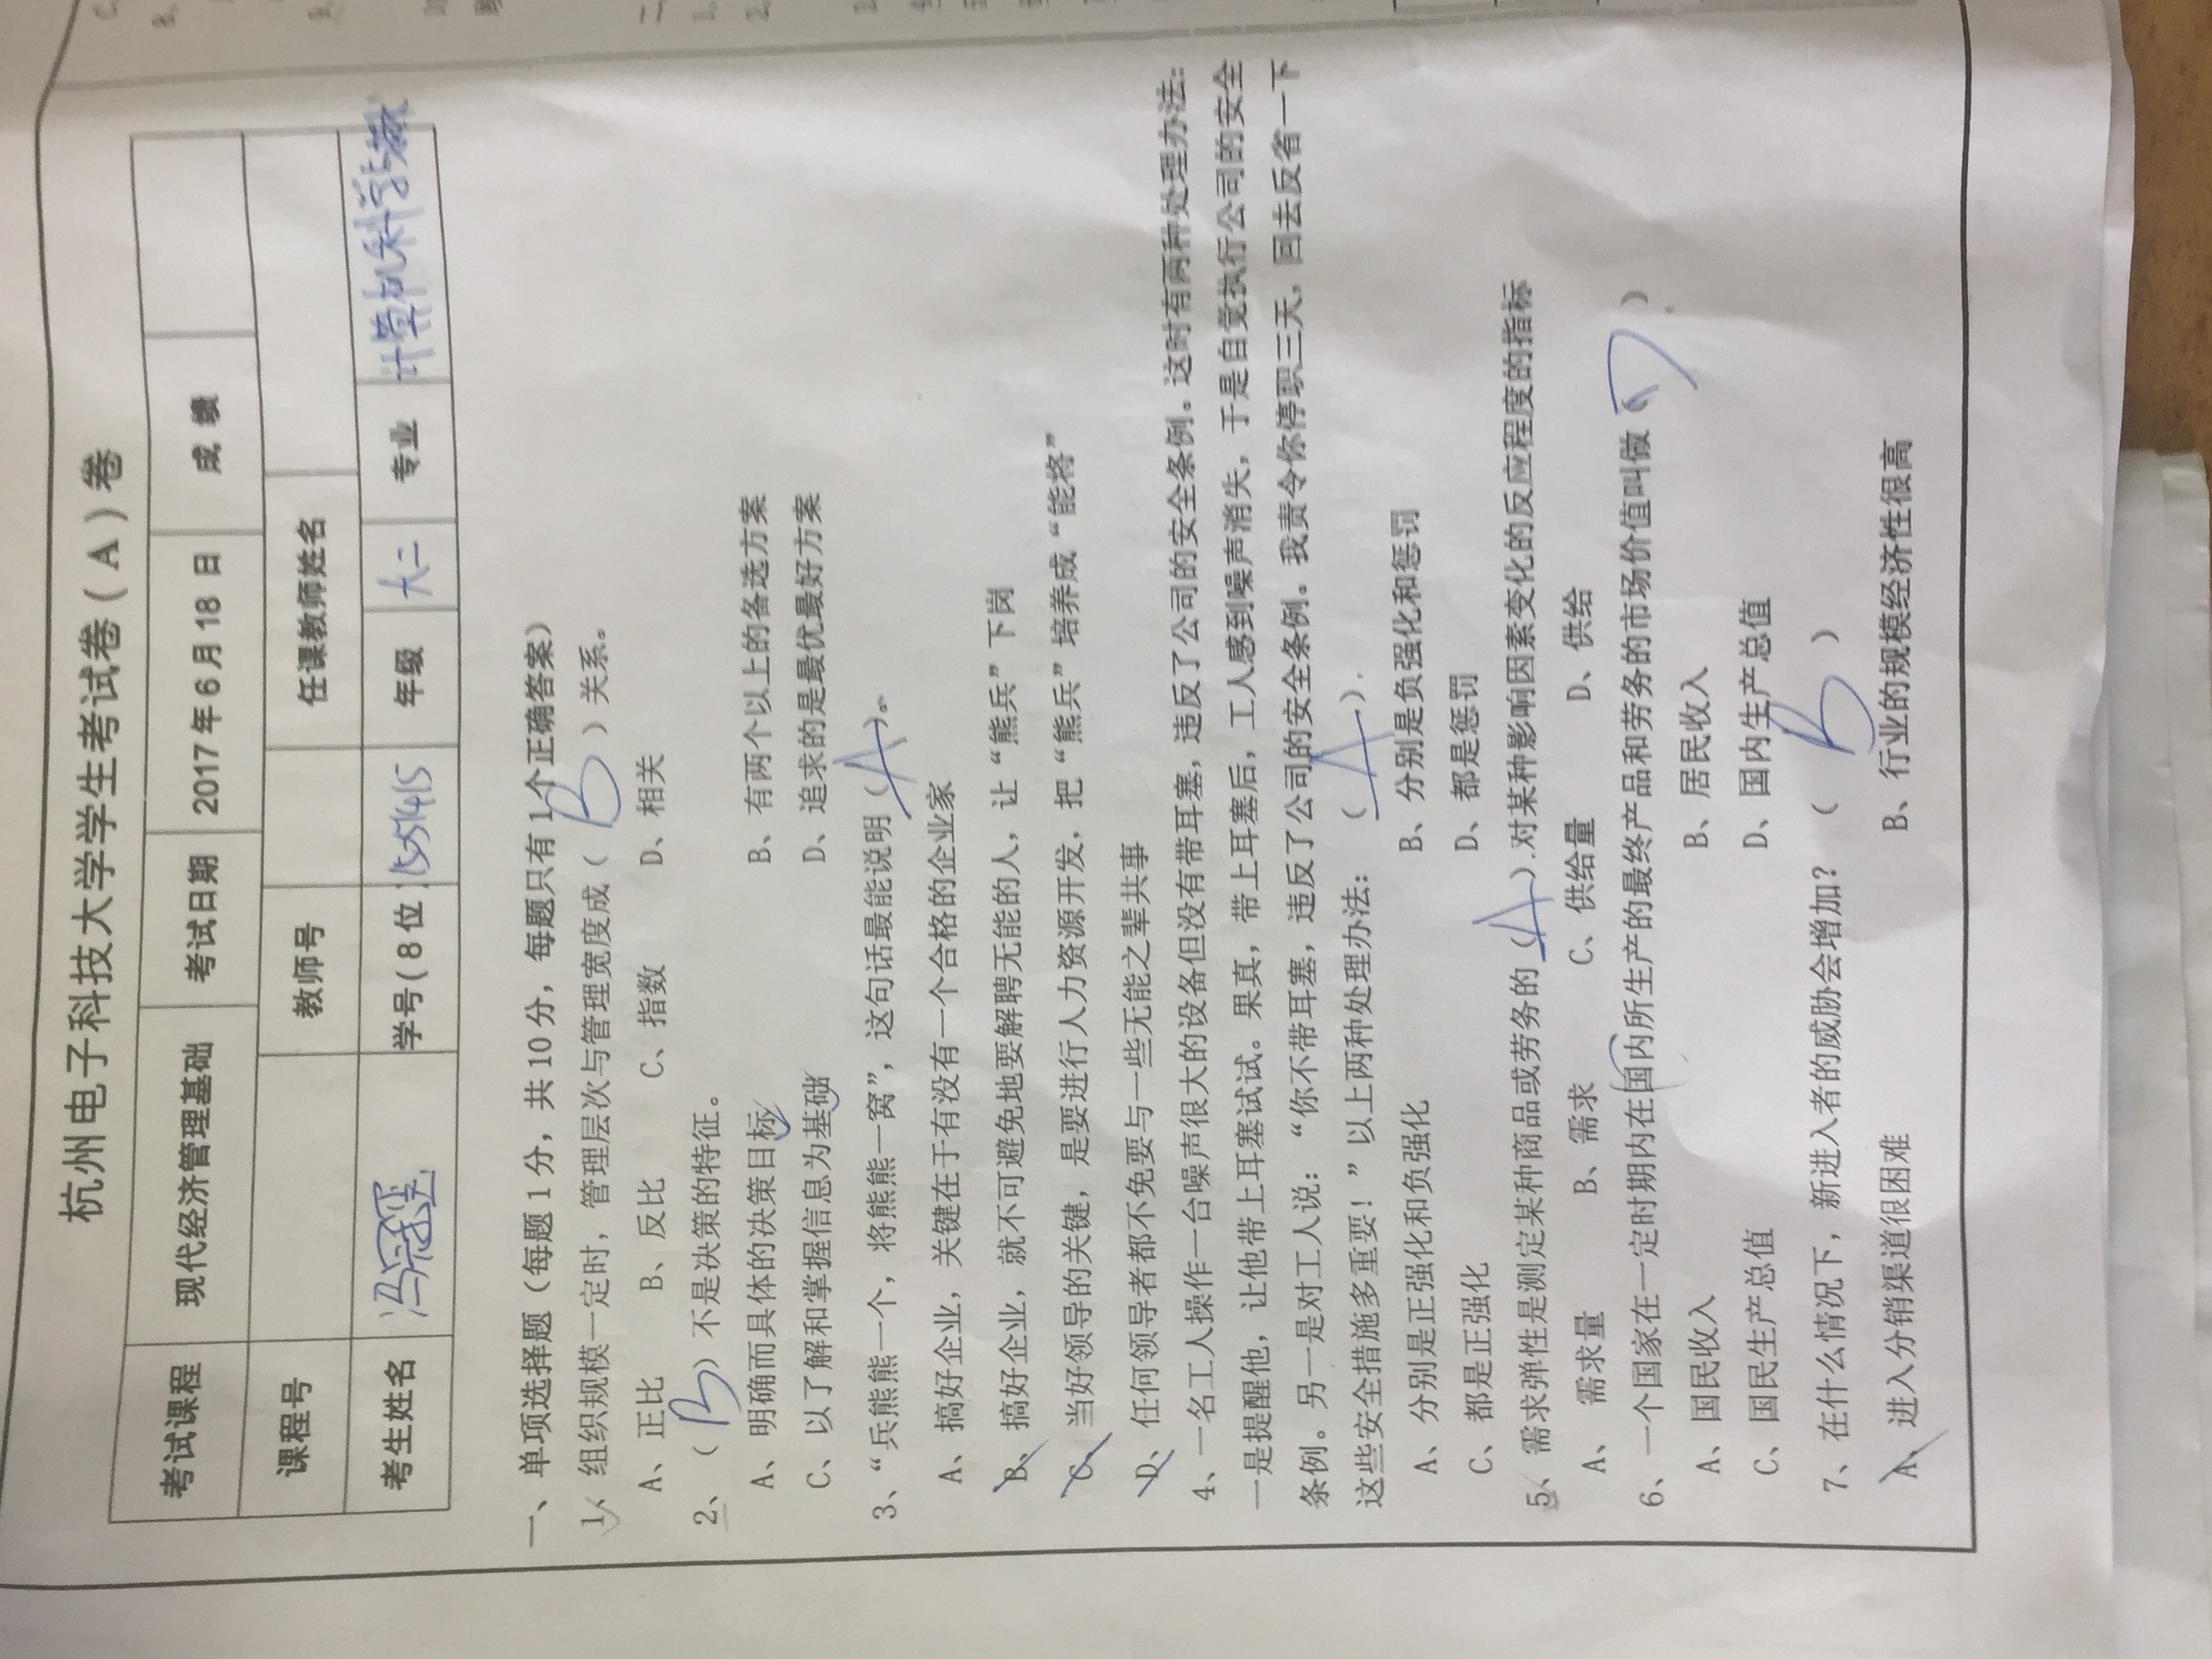 杭州电子科技大学学生考试卷(A)卷
考试课程 现代经济管理基础 考试日期 2017年6月18日 成绩
课程号 教师号 任课教师姓名
考生姓名 冯冠玺 学号(8位) 15051415 年级 大二 专业 计算机科学与
一、单项选择题(每题1分,共10分,每题只有1个正确答案)
1、组织规模一定时,管理层次与管理宽度成( B )关系。
A、正比 B、反比 C、指数 D、相关
2、( B )不是决策的特征。
A、明确而具体的决策目标 B、有两个以上的备选方案
C、以了解和掌握信息为基础 D、追求的是最优最好方案
3、“兵熊熊一个,将熊熊一窝”,这句话最能说明( A )。
A、搞好企业,关键在于有没有一个合格的企业家
B、搞好企业,就不可避免地要解聘无能的人,让“熊兵”下岗
C、当好领导的关键,是要进行人力资源开发,把“熊兵”培养成“能将”
D、任何领导者都不免要与一些无能之辈共事
4、一名工人操作一台噪声很大的设备但没有带耳塞,违反了公司的安全条例。这时有两种处理办法:
一是提醒他,让他带上耳塞试试。果真,带上耳塞后,工人感到噪声消失,于是自觉执行公司的安全
条例。另一是对工人说:“你不带耳塞,违反了公司的安全条例。我责令你停职三天,回去反省一下
这些安全措施多重要!”以上两种处理办法: ( A ).
A、分别是正强化和负强化 B、分别是负强化和惩罚
C、都是正强化 D、都是惩罚
5、需求弹性是测定某种商品或劳务的( A ).对某种影响因素变化的反应程度的指标
A、 需求量 B、需求 C、供给量 D、供给
6、一个国家在一定时期内在国内所生产的最终产品和劳务的市场价值叫做( D )
A、国民收入 B、居民收入
C、国民生产总值 D、国内生产总值
7、在什么情况下,新进入者的威胁会增加? ( B )
A、进入分销渠道很困难 B、行业的规模经济性很高